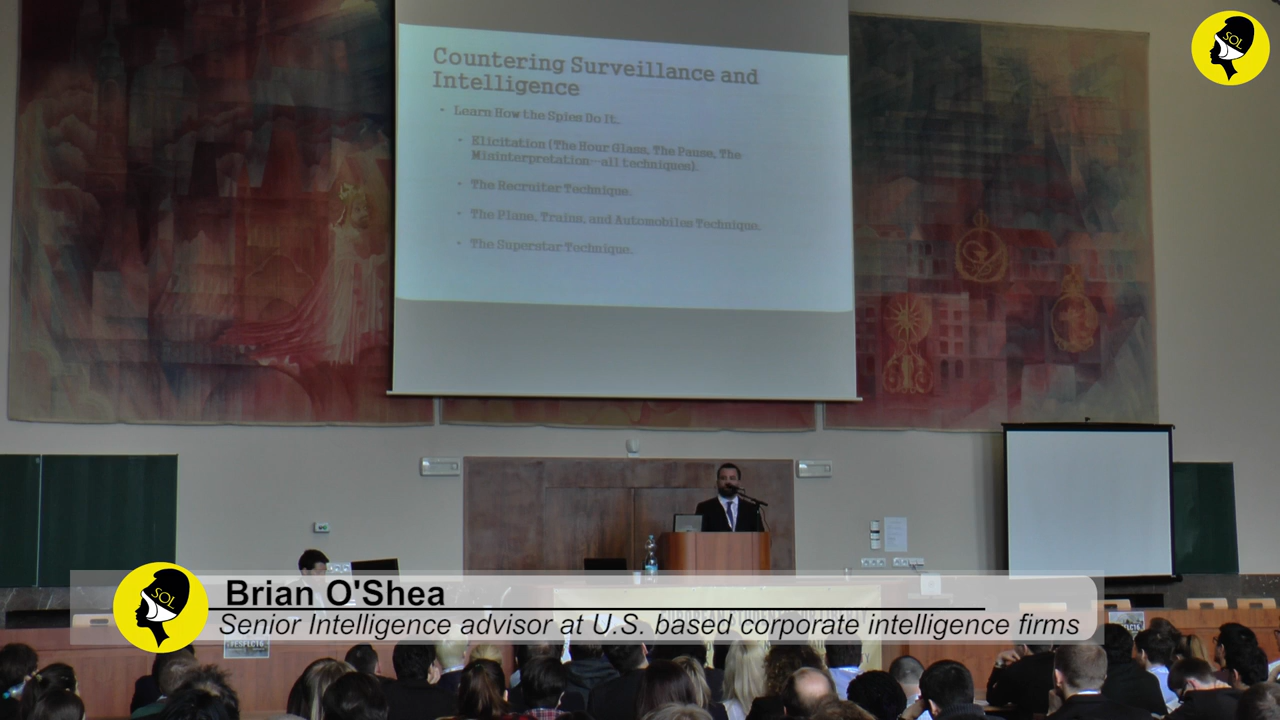 SOL
Countering Surveillance and
Intelligence
• Learn How the Spies Do It.
• Elicitation (The Hour Glass, The Pause, The
Mininterpretation—all techniques).
• The Recruiter Technique.
• The Plane, Trains, and Automobiles Technique.
• The Superstar Technique.
SOL
Brian O'Shea
Senior Intelligence advisor at U.S. based corporate intelligence firms